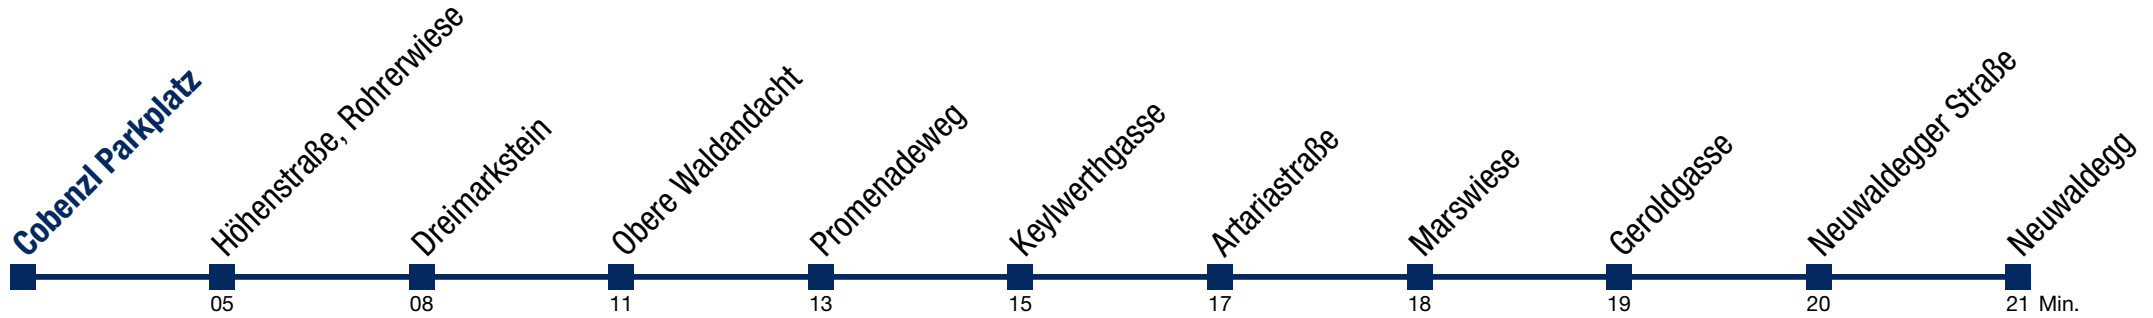 Cobenzl Parkplatz
Höhenstraße, Rohrerwiese
Dreimarkstein
Obere Waldandacht
Promenadeweg
Keylwerthgasse
Artariastraße
Marswiese
Geroldgasse
Neuwaldegger Straße
Neuwaldegg
05 08 11 13 15 17 18 19 20 21 Min.